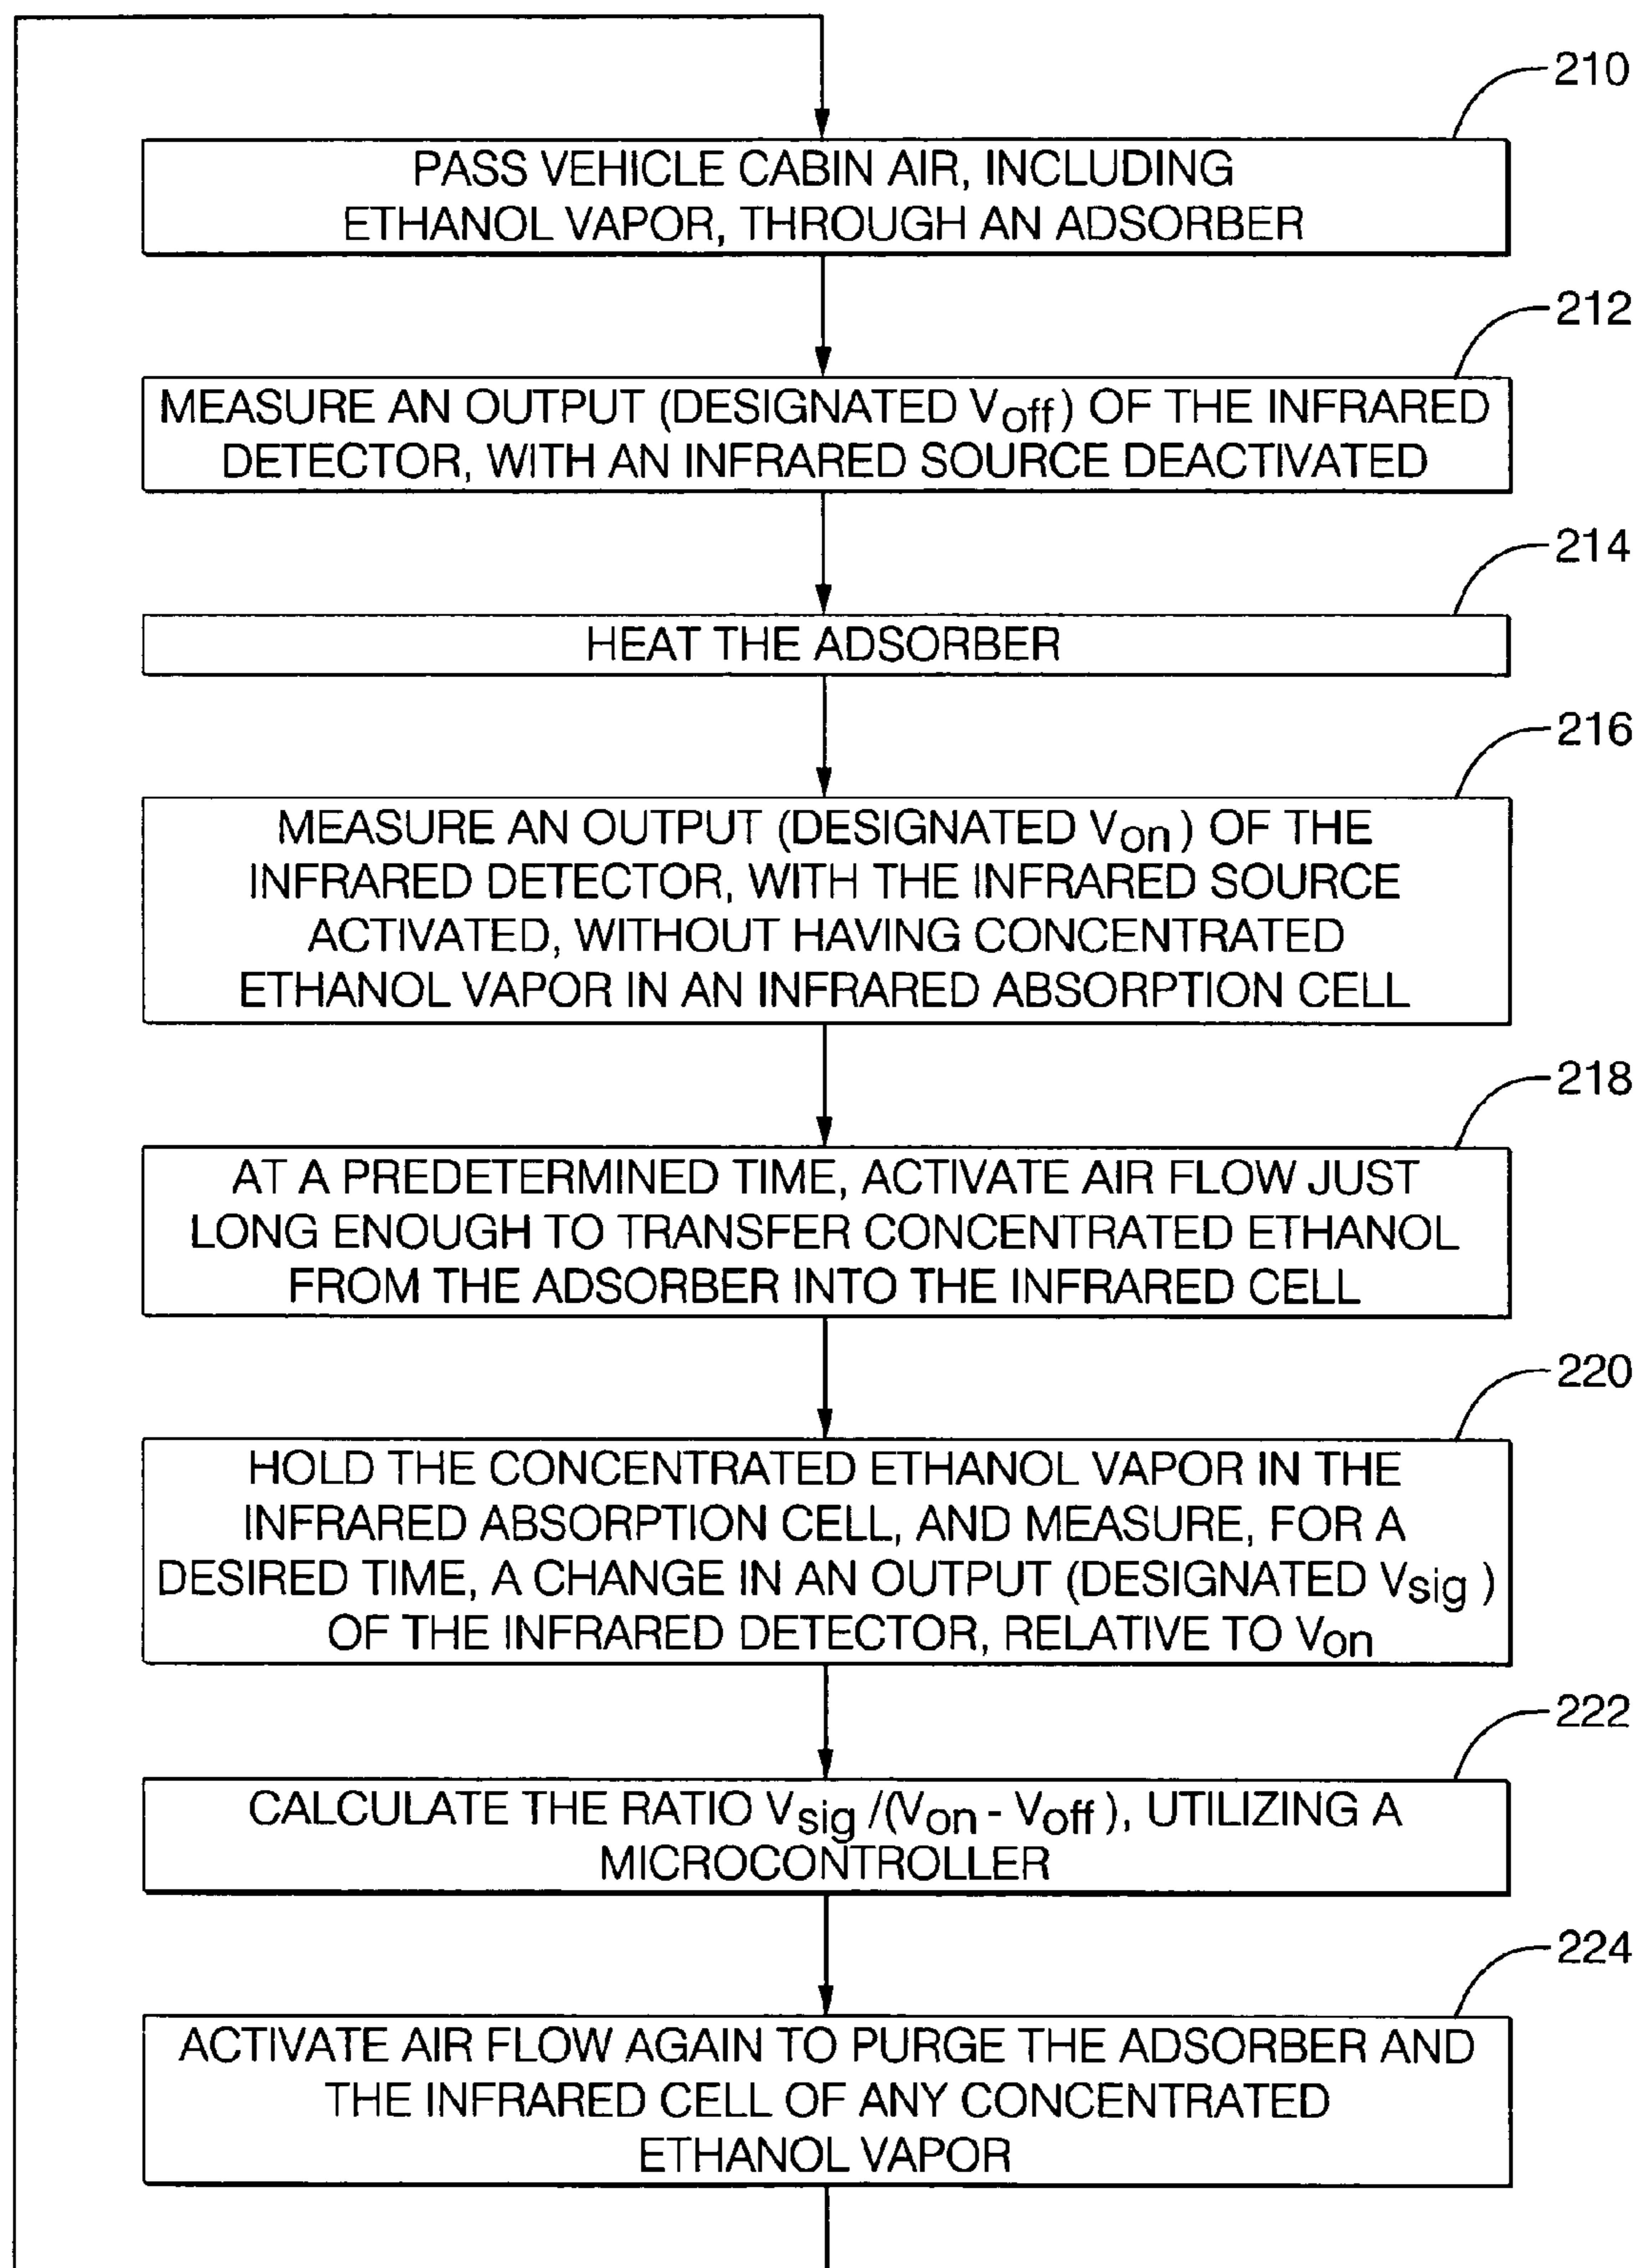 210
PASS VEHICLE CABIN AIR, INCLUDING
ETHANOL VAPOR, THROUGH AN ADSORBER
212
MEASURE AN OUTPUT (DESIGNATED Voff) OF THE INFRARED
DETECTOR, WITH AN INFRARED SOURCE DEACTIVATED
214
HEAT THE ADSORBER
216
MEASURE AN OUTPUT (DESIGNATED Von) OF THE
INFRARED DETECTOR, WITH THE INFRARED SOURCE
ACTIVATED, WITHOUT HAVING CONCENTRATED
ETHANOL VAPOR IN AN INFRARED ABSORPTION CELL
218
AT A PREDETERMINED TIME, ACTIVATE AIR FLOW JUST
LONG ENOUGH TO TRANSFER CONCENTRATED ETHANOL
FROM THE ADSORBER INTO THE INFRARED CELL
220
HOLD THE CONCENTRATED ETHANOL VAPOR IN THE
INFRARED ABSORPTION CELL, AND MEASURE, FOR A
DESIRED TIME, A CHANGE IN AN OUTPUT (DESIGNATED Vsig)
OF THE INFRARED DETECTOR, RELATIVE TO Von
222
CALCULATE THE RATIO Vsig /(Von - Voff), UTILIZING A
MICROCONTROLLER
224
ACTIVATE AIR FLOW AGAIN TO PURGE THE ADSORBER AND
THE INFRARED CELL OF ANY CONCENTRATED
ETHANOL VAPOR